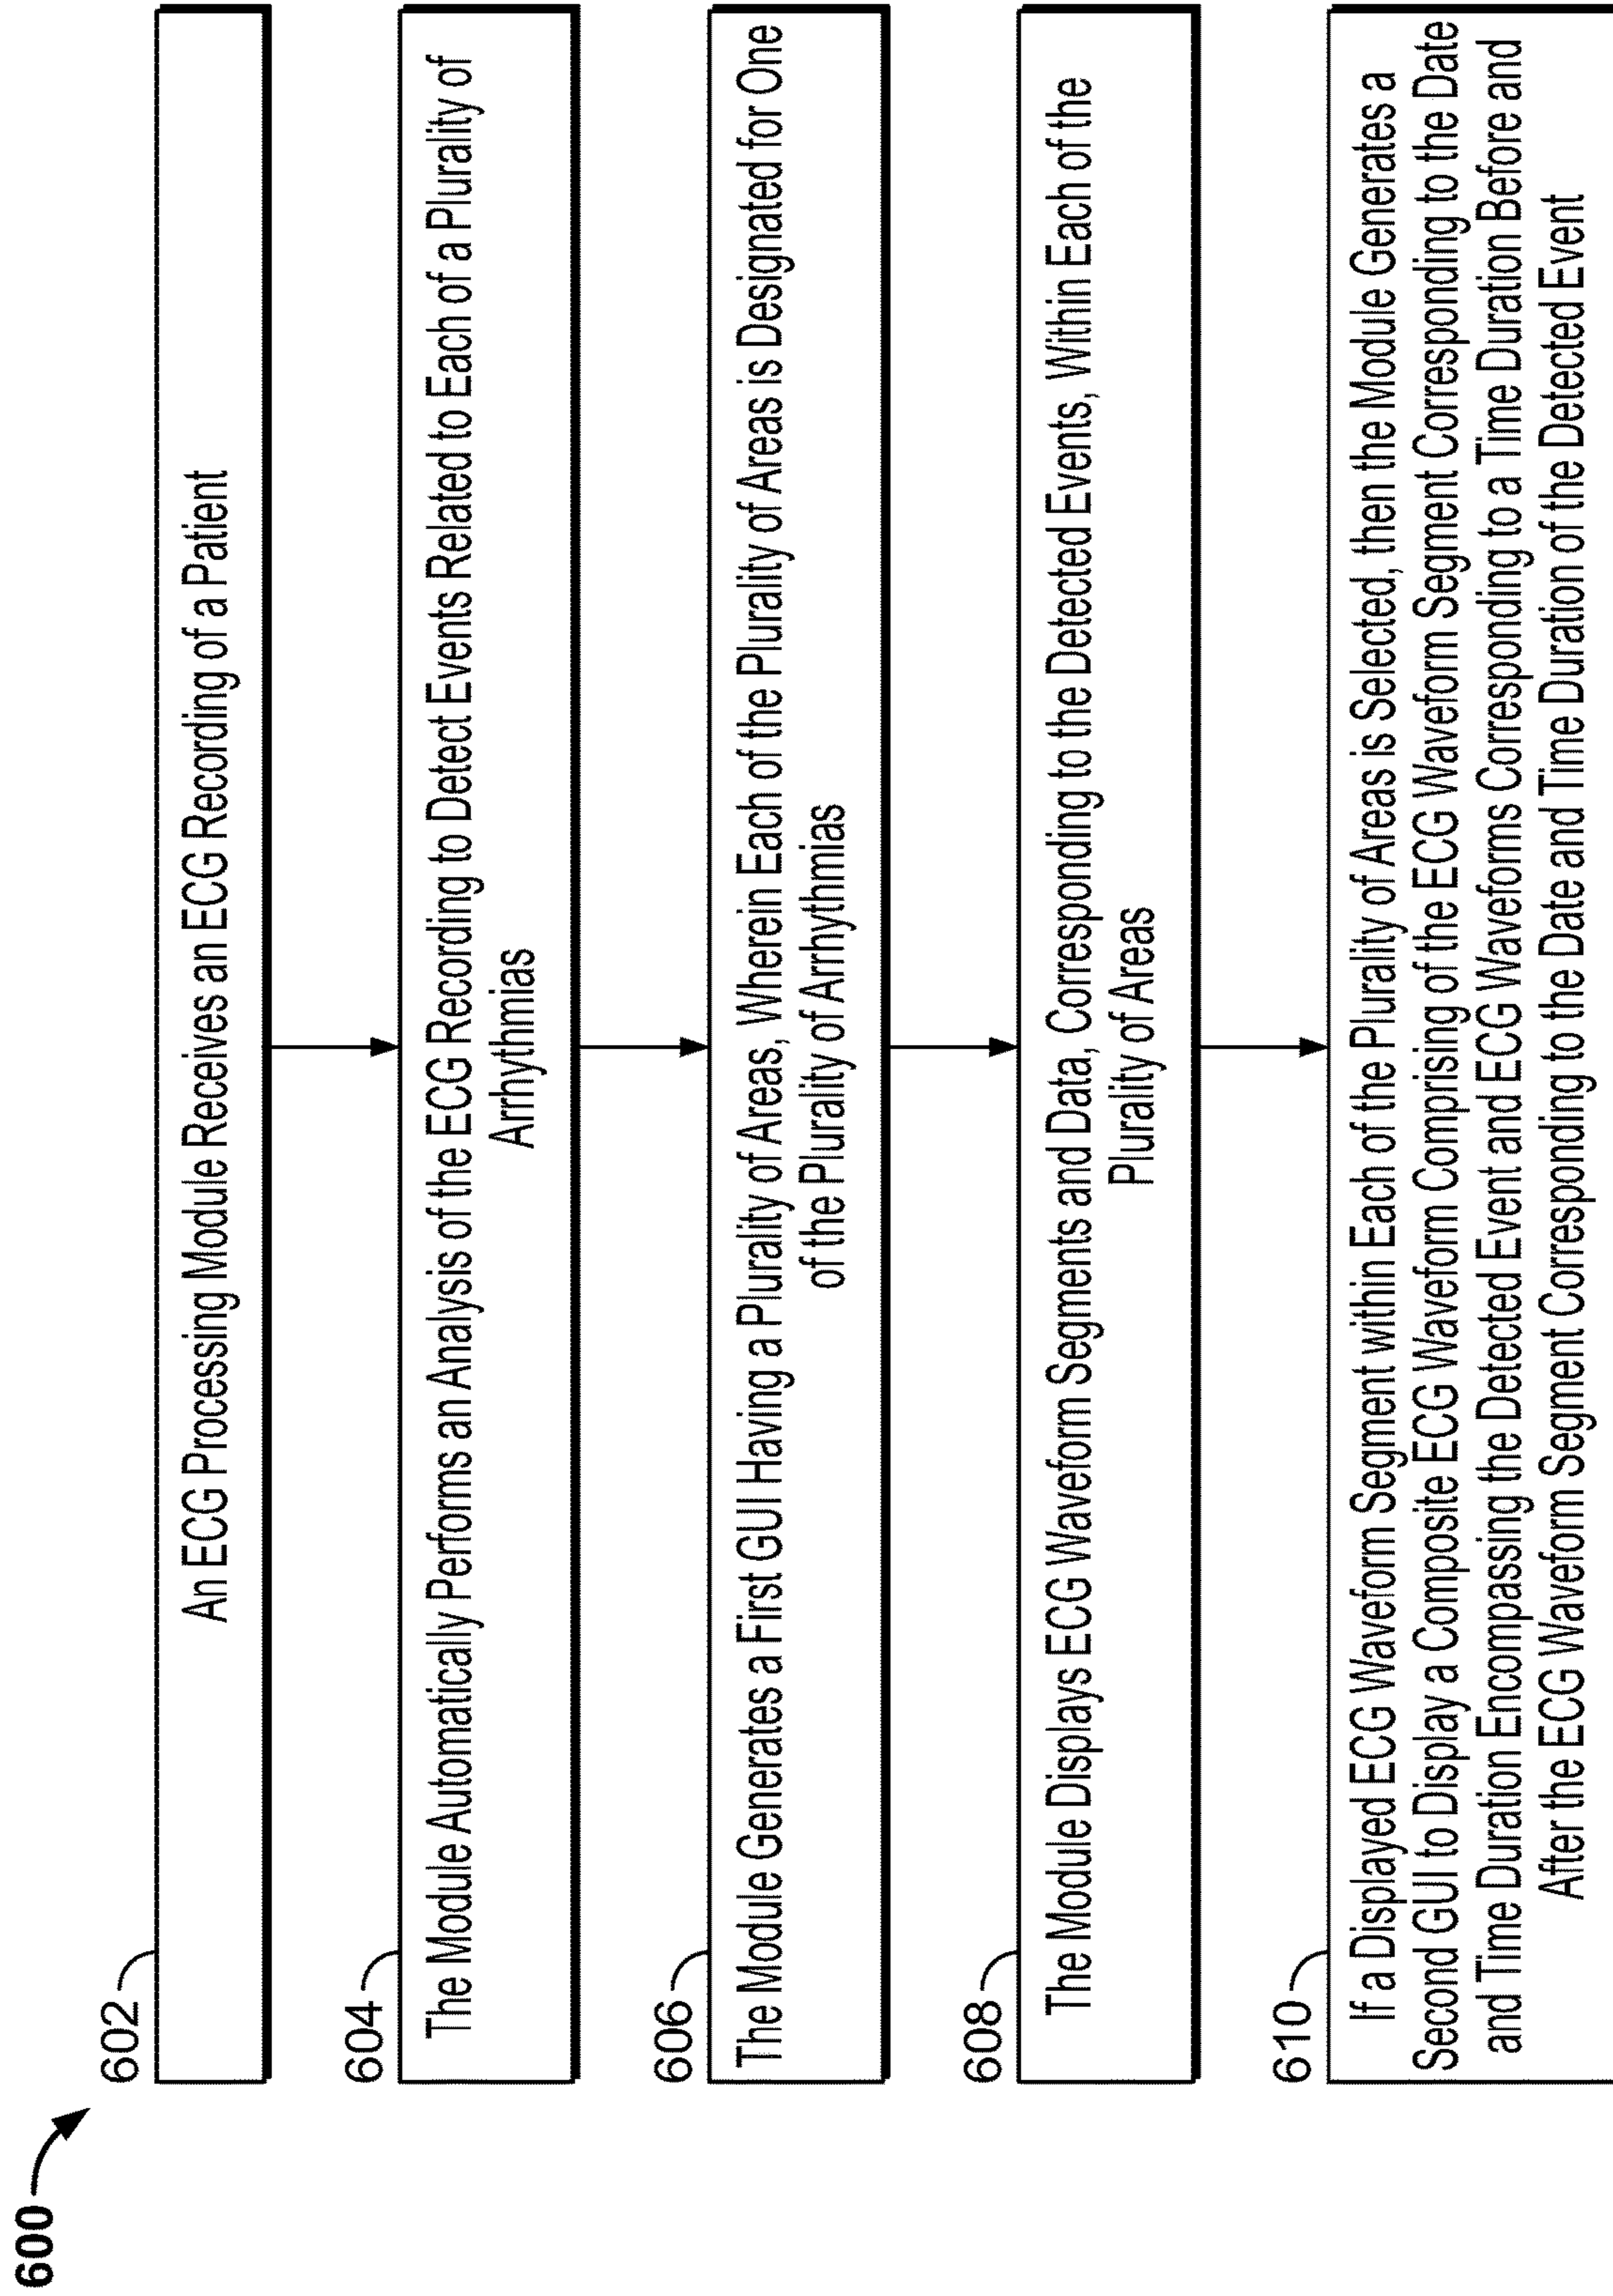 600
602
An ECG Processing Module Receives an ECG Recording of a Patient
604
The Module Automatically Performs an Analysis of the ECG Recording to Detect Events Related to Each of a Plurality of
Arrhythmias
606
The Module Generates a First GUI Having a Plurality of Areas, Wherein Each of the Plurality of Areas is Designated for One
of the Plurality of Arrhythmias
608
The Module Displays ECG Waveform Segments and Data, Corresponding to the Detected Events, Within Each of the
Plurality of Areas
610
If a Displayed ECG Waveform Segment within Each of the Plurality of Areas is Selected, then the Module Generates a
Second GUI to Display a Composite ECG Waveform Comprising of the ECG Waveform Segment Corresponding to the Date
and Time Duration Encompassing the Detected Event and ECG Waveforms Corresponding to a Time Duration Before and
After the ECG Waveform Segment Corresponding to the Date and Time Duration of the Detected Event